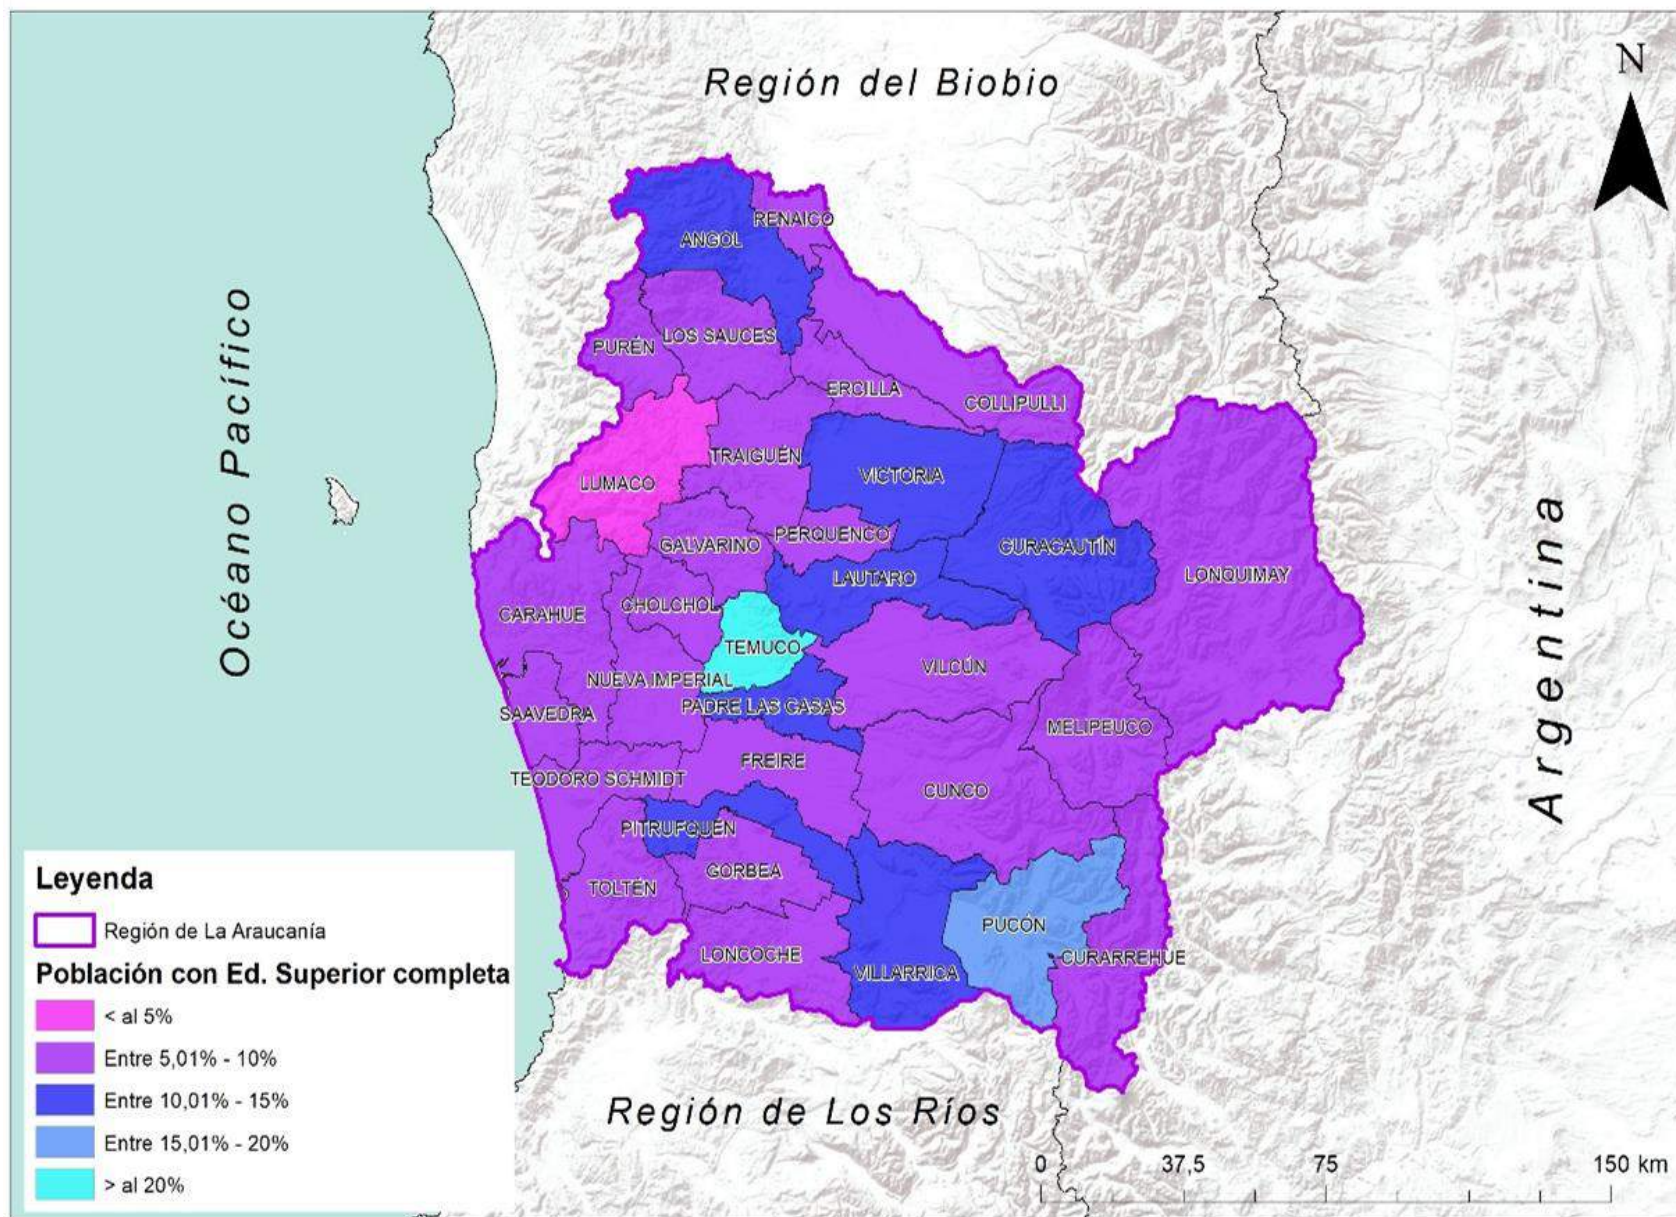 Región del Biobio
N
RENAICO
ANGOL
Océano Pacífico
LOS SAUCES
PURÉN
ERCILLA
COLLIPULLI
TRAIGUÉN
VICTORIA
LUMACO
PERQUENCO
GALVARINO
CURACAUTÍN
LAUTARO
LONQUIMAY
Argentina
CHOLCHOL
CARAHUE
TEMUCO
VILCÚN
NUEVA IMPERIAL
PADRE LAS CASAS
SAAVEDRA
MELIPEUCO
FREIRE
TEODORO SCHMIDT
CUNCO
PITRUFQUÉN
GORBEA
TOLTÉN
PUCÓN
LONCOCHE
CURARREHUE
VILLARRICA
Leyenda
Región de La Araucanía
Población con Ed. Superior completa
< al 5%
Entre 5,01% - 10%
Entre 10,01% - 15%
Entre 15,01% - 20%
> al 20%
Región de Los Ríos
0 37,5 75 150 km